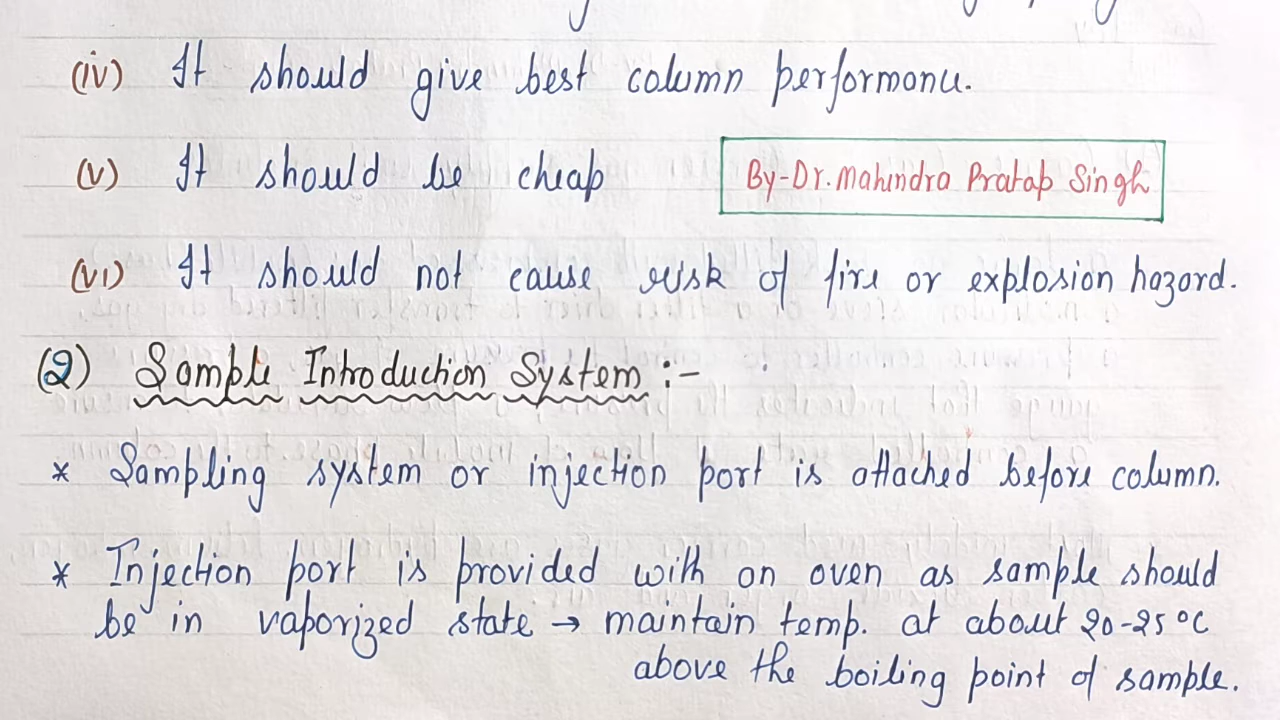 (iv) It should give best column performance.
(v) It should be cheap
By-Dr. Mahendra Pratap Singh
(vi) It should not cause risk of fire or explosion hazard.
(2) Sample Introduction System :-
* Sampling system or injection port is attached before column.
* Injection port is provided with an oven as sample should
be in vaporized state → maintain temp. at about 20-25°C
above the boiling point of sample.